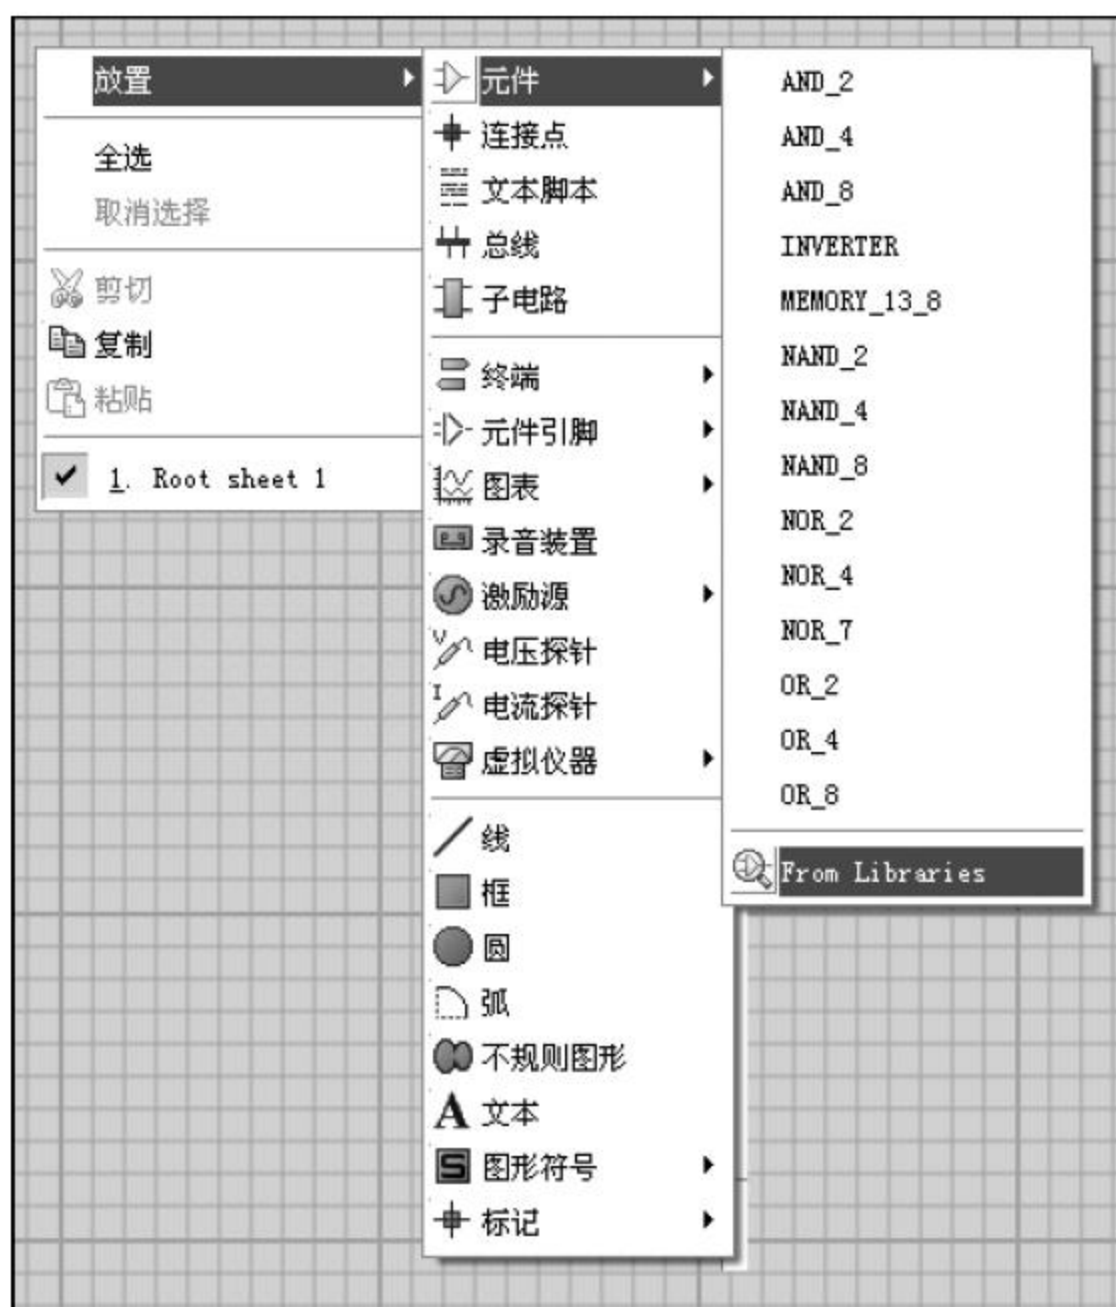 放置
全选
取消选择
剪切
复制
粘贴
1. Root sheet 1
元件
连接点
文本脚本
总线
子电路
终端
元件引脚
图表
录音装置
激励源
电压探针
电流探针
虚拟仪器
线
框
圆
弧
不规则图形
文本
图形符号
标记
AND_2
AND_4
AND_8
INVERTER
MEMORY_13_8
NAND_2
NAND_4
NAND_8
NOR_2
NOR_4
NOR_7
OR_2
OR_4
OR_8
From Libraries